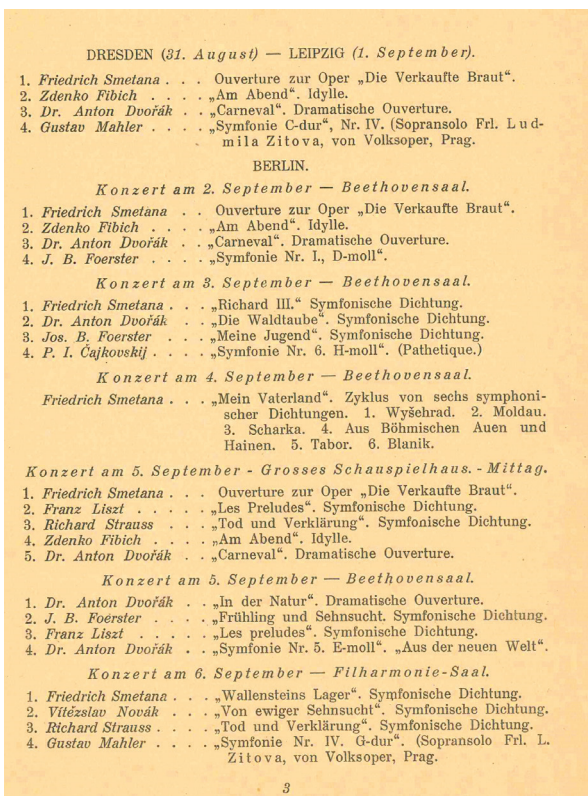 DRESDEN (31. August) — LEIPZIG (1. September).
1. Friedrich Smetana . . . Ouverture zur Oper „Die Verkaufte Braut“.
2. Zdenko Fibich . . . . „Am Abend“. Idylle.
3. Dr. Anton Dvořák . . „Carneval“. Dramatische Ouverture.
4. Gustav Mahler . . . . „Symfonie C-dur“, Nr. IV. (Sopransolo Frl. Lud-
mila Zitova, von Volksoper, Prag.
BERLIN.
Konzert am 2. September — Beethovensaal.
1. Friedrich Smetana . . Ouverture zur Oper „Die Verkaufte Braut“.
2. Zdenko Fibich . . . . „Am Abend“. Idylle.
3. Dr. Anton Dvořák . . „Carneval“. Dramatische Ouverture.
4. J. B. Foerster . . . . „Symfonie Nr. I., D-moll“.
Konzert am 3. September — Beethovensaal.
1. Friedrich Smetana . . . „Richard III.“ Symfonische Dichtung.
2. Dr. Anton Dvořák . . „Die Waldtaube“. Symfonische Dichtung.
3. Jos. B. Foerster . . . „Meine Jugend“. Symfonische Dichtung.
4. P. I. Čajkovskij . . . . „Symfonie Nr. 6. H-moll“. (Pathetique.)
Konzert am 4. September — Beethovensaal.
Friedrich Smetana . . . „Mein Vaterland“. Zyklus von sechs symphoni-
scher Dichtungen. 1. Wyšehrad. 2. Moldau.
3. Scharka. 4. Aus Böhmischen Auen und
Hainen. 5. Tabor. 6. Blanik.
Konzert am 5. September - Grosses Schauspielhaus. - Mittag.
1. Friedrich Smetana . . . Ouverture zur Oper „Die Verkaufte Braut“.
2. Franz Liszt . . . . . „Les Preludes“. Symfonische Dichtung.
3. Richard Strauss . . . „Tod und Verklärung“. Symfonische Dichtung.
4. Zdenko Fibich . . . . „Am Abend“. Idylle.
5. Dr. Anton Dvořák . . „Carneval“. Dramatische Ouverture.
Konzert am 5. September — Beethovensaal.
1. Dr. Anton Dvořák . . „In der Natur“. Dramatische Ouverture.
2. J. B. Foerster . . . . „Frühling und Sehnsucht. Symfonische Dichtung.
3. Franz Liszt . . . . . „Les preludes“. Symfonische Dichtung.
4. Dr. Anton Dvořák . . „Symfonie Nr. 5. E-moll“. „Aus der neuen Welt“.
Konzert am 6. September — Filharmonie-Saal.
1. Friedrich Smetana . . . „Wallensteins Lager“. Symfonische Dichtung.
2. Vítězslav Novák . . . „Von ewiger Sehnsucht“. Symfonische Dichtung.
3. Richard Strauss . . . . „Tod und Verklärung“. Symfonische Dichtung.
4. Gustav Mahler . . . . „Symfonie Nr. IV. G-dur“. (Sopransolo Frl. L.
Zitova, von Volksoper, Prag.
3